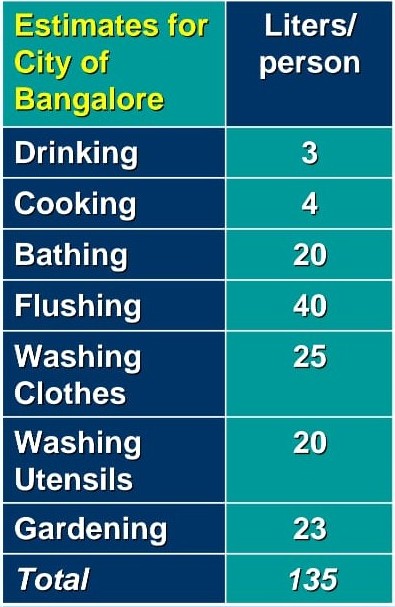 Estimates for
City of
Bangalore
Liters/
person
Drinking 3
Cooking 4
Bathing 20
Flushing 40
Washing
Clothes
25
Washing
Utensils
20
Gardening 23
Total 135